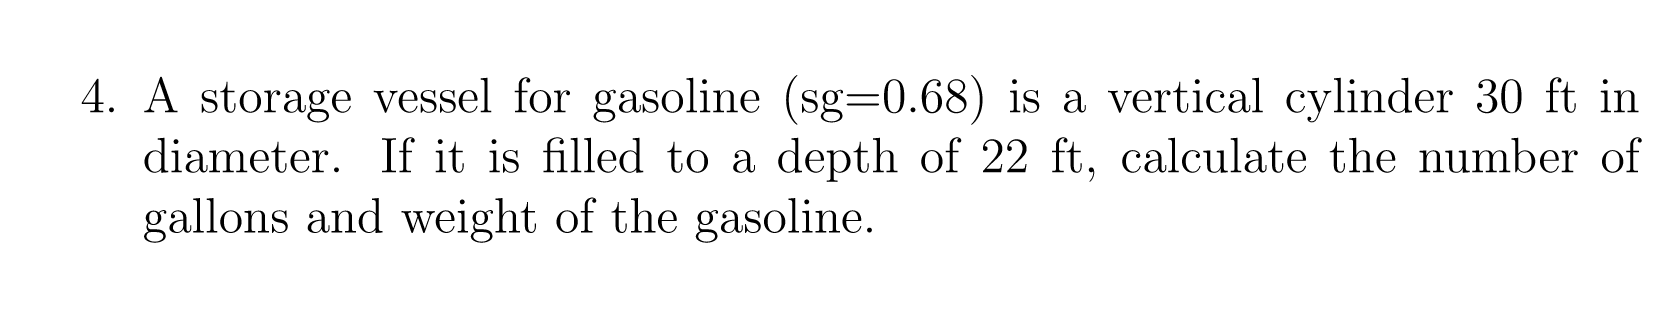 4. A storage vessel for gasoline (sg=0.68) is a vertical cylinder 30 ft in
diameter. If it is filled to a depth of 22 ft, calculate the number of
gallons and weight of the gasoline.